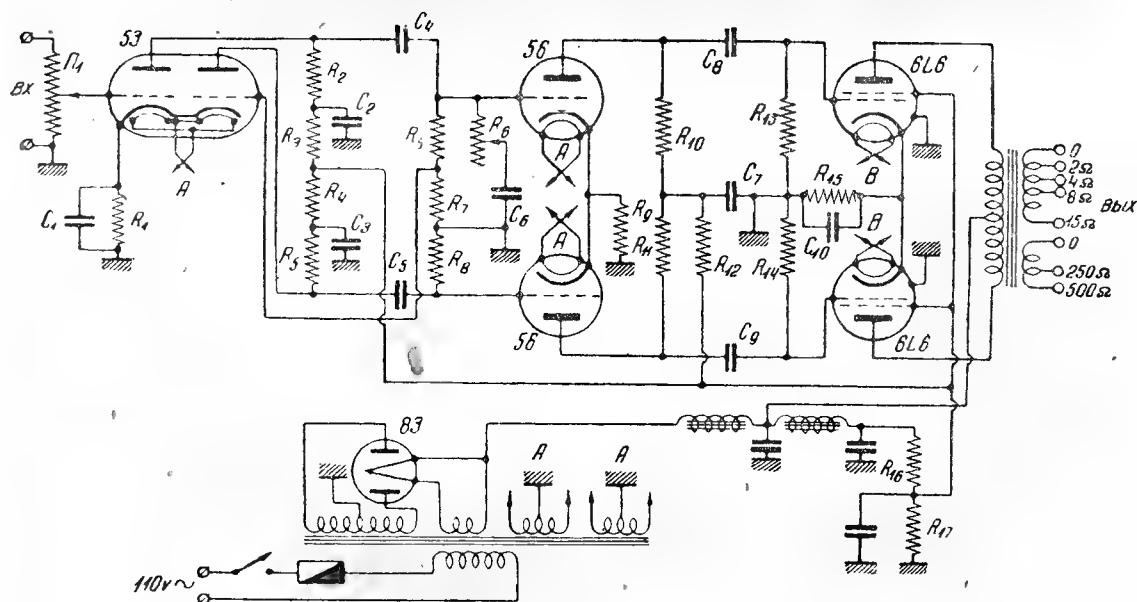 53
П1
ВХ
A
C1
R1
R2
C2
R3
R4
C3
R5
C4
C5
R6
R7
R8
C6
56
A
A
R9
56
R10
R11
R12
C7
C8
C9
R13
R14
R15
C10
6L6
B
B
6L6
0
2Ω
4Ω
8Ω
15Ω
ВЫХ
0
250Ω
500Ω
83
A
A
R16
R17
110v~